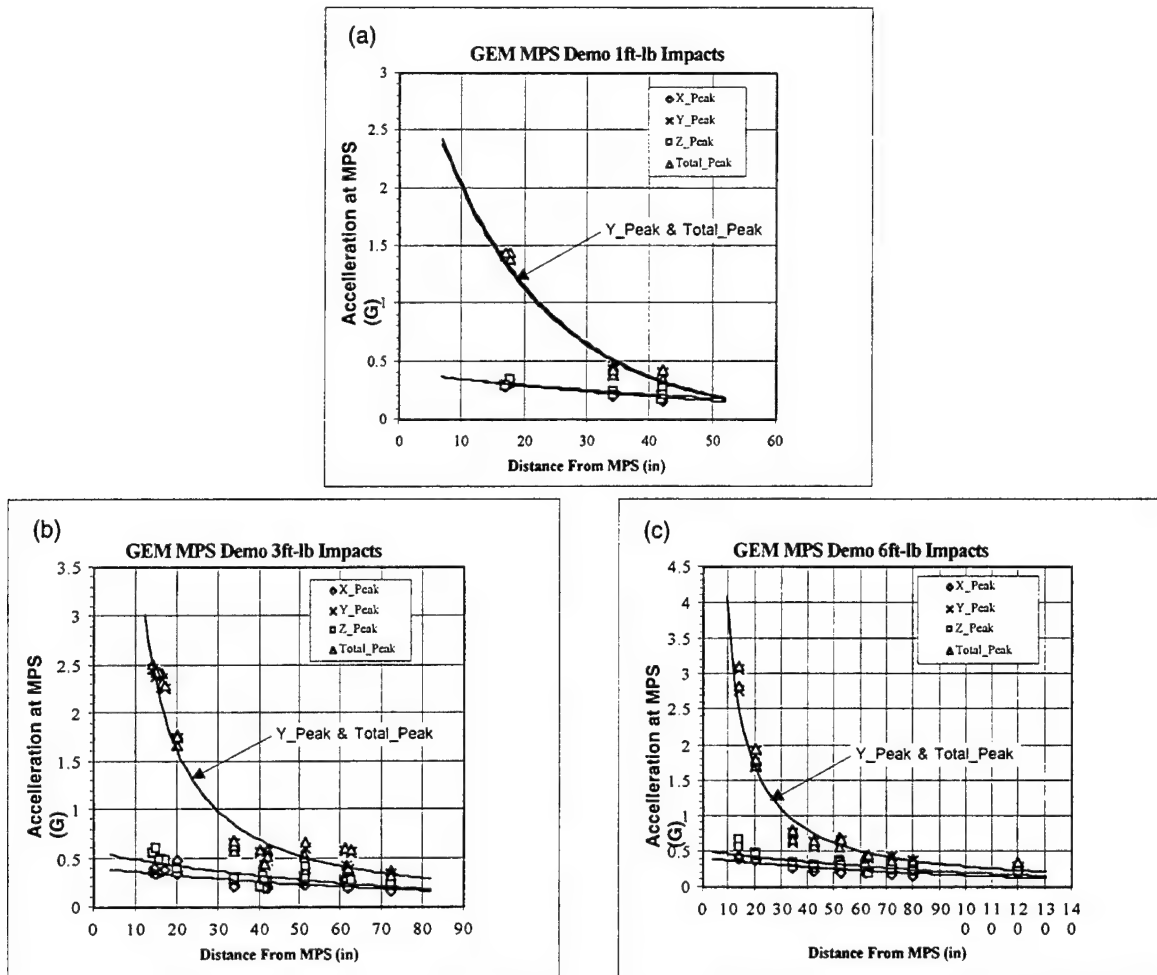 (a)
GEM MPS Demo 1ft-lb Impacts
3
2.5
2
1.5
1
0.5
0
Accelleration at MPS
(G)
X_Peak
Y_Peak
Z_Peak
Total_Peak
Y_Peak & Total_Peak
0 10 20 30 40 50 60
Distance From MPS (in)
(b)
GEM MPS Demo 3ft-lb Impacts
3.5
3
2.5
2
1.5
1
0.5
0
Accelleration at MPS
(G)
X_Peak
Y_Peak
Z_Peak
Total_Peak
Y_Peak & Total_Peak
0 10 20 30 40 50 60 70 80 90
Distance From MPS (in)
(c)
GEM MPS Demo 6ft-lb Impacts
4.5
4
3.5
3
2.5
2
1.5
1
0.5
0
Accelleration at MPS
(G)
X_Peak
Y_Peak
Z_Peak
Total_Peak
Y_Peak & Total_Peak
0 10 20 30 40 50 60 70 80 90 10 11 12 13 14
0 0 0 0 0
Distance From MPS (in)